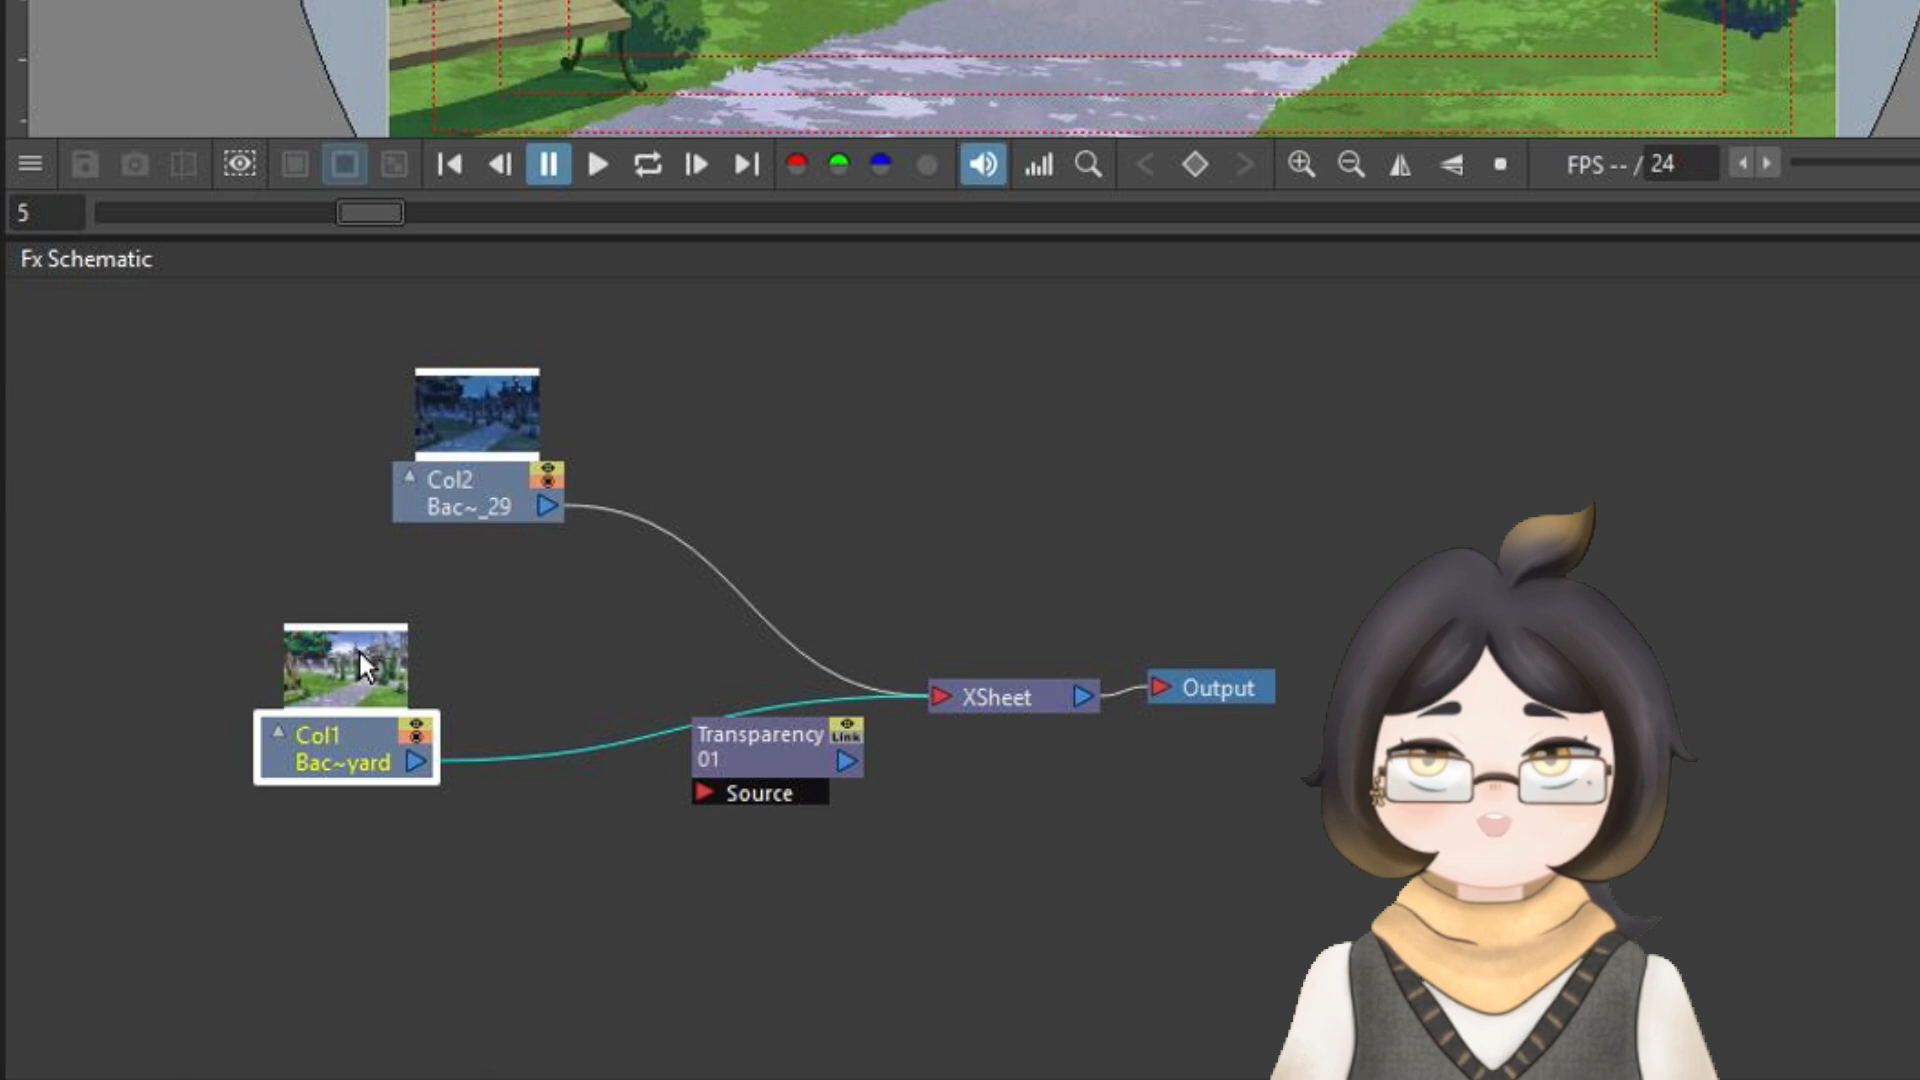 FPS -- / 24
5
Fx Schematic
Col2
Bac~_29
Col1
Bac~yard
Transparency
01
Link
Source
XSheet
Output